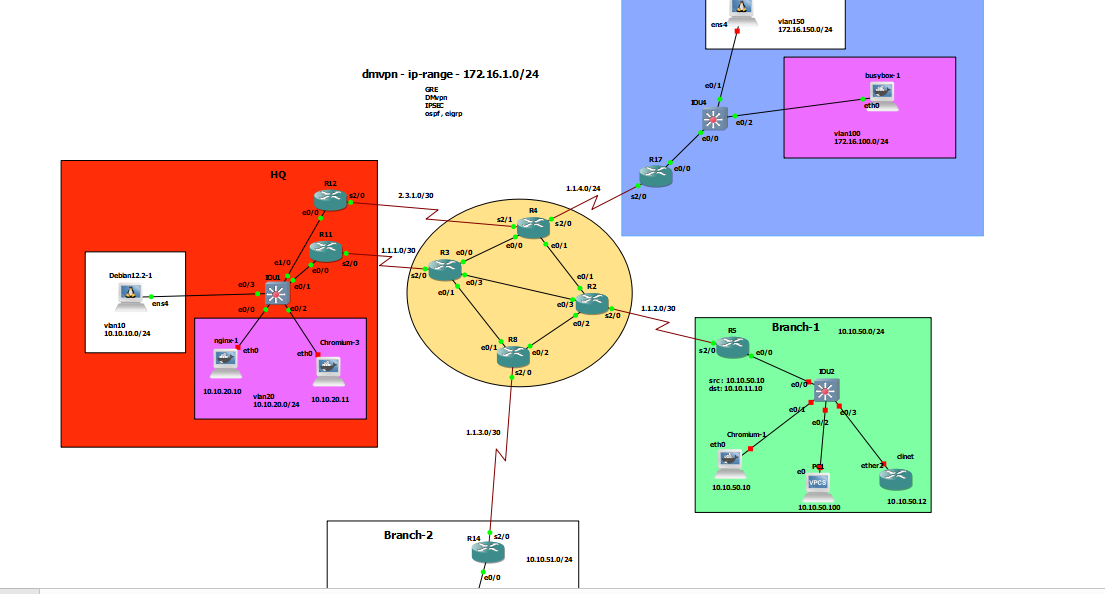 ens4
vlan150
172.16.150.0/24
dmvpn - ip-range - 172.16.1.0/24
GRE
DMvpn
IPSEC
ospf , eigrp
e0/1
IOU4
e0/2
e0/0
busybox-1
eth0
vlan100
172.16.100.0/24
R17
e0/0
s2/0
1.1.4.0/24
HQ
R12
s2/0
e0/0
2.3.1.0/30
R11
s2/0
e0/0
1.1.1.0/30
e1/0
IOU1
e0/1
e0/3
e0/0
e0/2
Debian12.2-1
ens4
vlan10
10.10.10.0/24
nginx-1
eth0
10.10.20.10
Chromium-3
eth0
10.10.20.11
vlan20
10.10.20.0/24
R4
s2/1
s2/0
e0/0
e0/1
R3
e0/0
s2/0
e0/3
e0/1
e0/1
R2
e0/3
s2/0
e0/2
R8
e0/1
e0/2
s2/0
1.1.2.0/30
1.1.3.0/30
Branch-1
10.10.50.0/24
R5
s2/0
e0/0
src : 10.10.50.10
dst: 10.10.11.10
IOU2
e0/0
e0/1
e0/2
e0/3
Chromium-1
eth0
10.10.50.10
e0
VPCS
10.10.50.100
clinet
ether2
10.10.50.12
Branch-2
R14
s2/0
10.10.51.0/24
e0/0